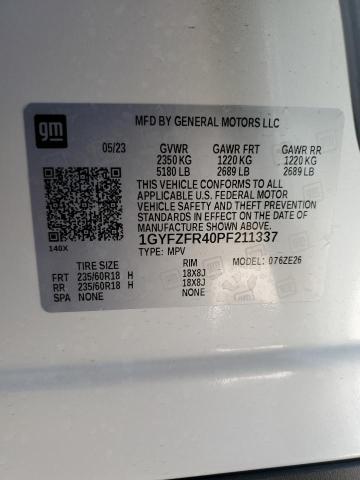 gm
MFD BY GENERAL MOTORS LLC
05/23 GVWR GAWR FRT GAWR RR
2350 KG 1220 KG 1220 KG
5180 LB 2689 LB 2689 LB
THIS VEHICLE CONFORMS TO ALL
APPLICABLE U.S. FEDERAL MOTOR
VEHICLE SAFETY AND THEFT
PREVENTION STANDARDS IN EFFECT
ON THE DATE OF MANUFACTURE
SHOWN ABOVE.
1GYFZFR40PF211337
140X TYPE: MPV MODEL: 076ZE26
TIRE SIZE RIM
FRT 235/60R18 H 18X8J
RR 235/60R18 H 18X8J
SPA NONE NONE